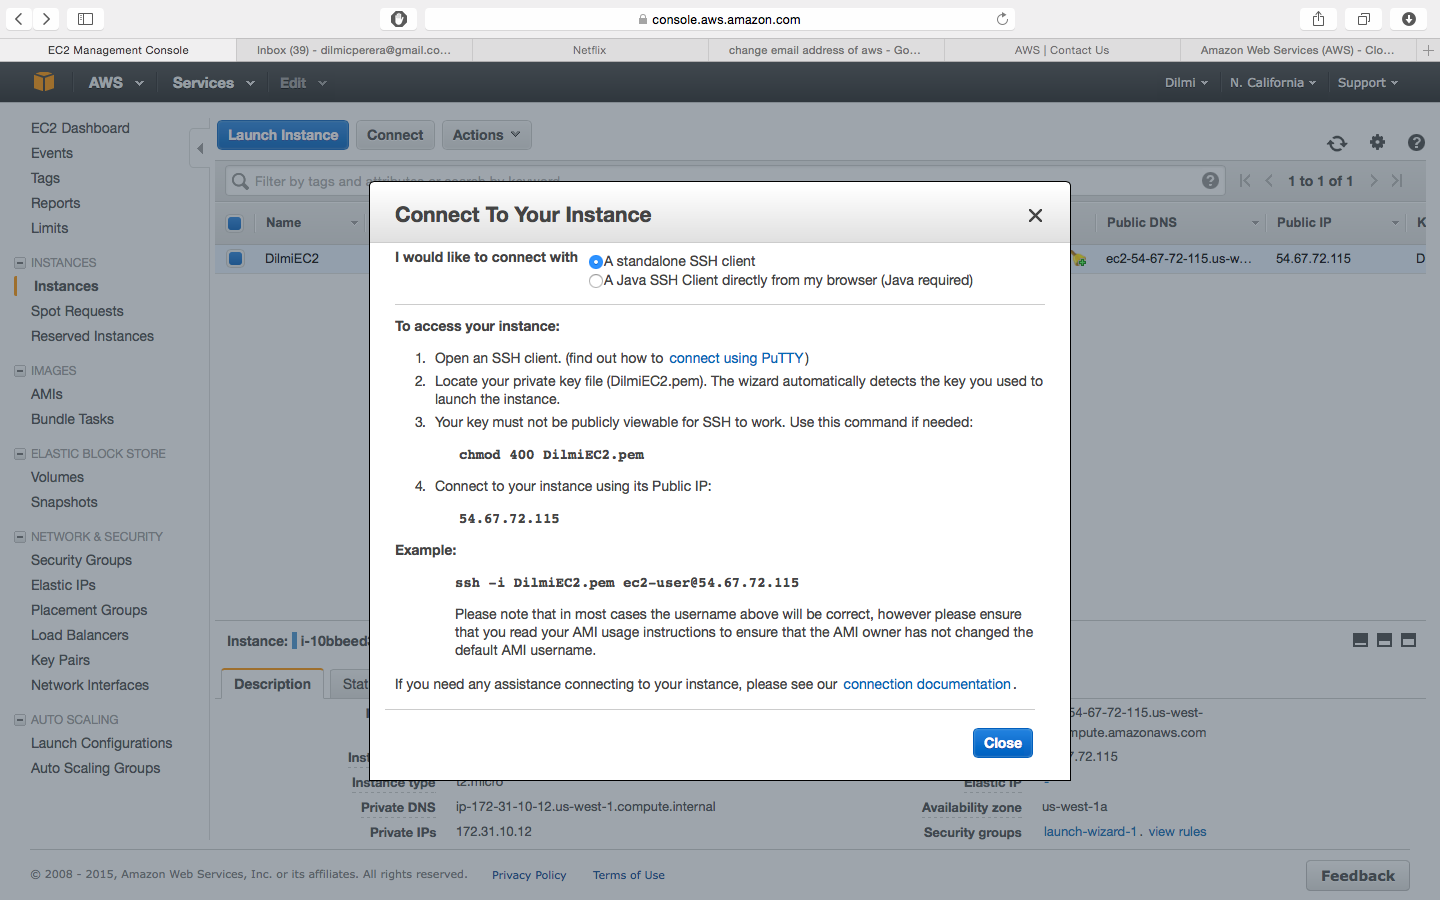 console.aws.amazon.com
EC2 Management Console
Inbox (39) - dilmicperera@gmail.co...
Netflix
change email address of aws - Go...
AWS | Contact Us
Amazon Web Services (AWS) - Clo...
AWS
Services
Edit
Dilmi
N. California
Support
EC2 Dashboard
Events
Tags
Reports
Limits
INSTANCES
Instances
Spot Requests
Reserved Instances
IMAGES
AMIs
Bundle Tasks
ELASTIC BLOCK STORE
Volumes
Snapshots
NETWORK & SECURITY
Security Groups
Elastic IPs
Placement Groups
Load Balancers
Key Pairs
Network Interfaces
AUTO SCALING
Launch Configurations
Auto Scaling Groups
Launch Instance
Connect
Actions
Filter by tags and attributes or search by keyword
1 to 1 of 1
Name
Public DNS
Public IP
K
DilmiEC2
ec2-54-67-72-115.us-w...
54.67.72.115
D
Connect To Your Instance
I would like to connect with
A standalone SSH client
A Java SSH Client directly from my browser (Java required)
To access your instance:
1. Open an SSH client. (find out how to connect using PuTTY)
2. Locate your private key file (DilmiEC2.pem). The wizard automatically detects the key you used to
launch the instance.
3. Your key must not be publicly viewable for SSH to work. Use this command if needed:
chmod 400 DilmiEC2.pem
4. Connect to your instance using its Public IP:
54.67.72.115
Example:
ssh -i DilmiEC2.pem ec2-user@54.67.72.115
Please note that in most cases the username above will be correct, however please ensure
that you read your AMI usage instructions to ensure that the AMI owner has not changed the
default AMI username.
If you need any assistance connecting to your instance, please see our connection documentation.
Close
Instance: i-10bbeed
Description
Stat
54-67-72-115.us-west-
mpute.amazonaws.com
Inst
7.72.115
Instance type
t2.micro
Elastic IP
-
Private DNS
ip-172-31-10-12.us-west-1.compute.internal
Availability zone
us-west-1a
Private IPs
172.31.10.12
Security groups
launch-wizard-1. view rules
© 2008 - 2015, Amazon Web Services, Inc. or its affiliates. All rights reserved.
Privacy Policy
Terms of Use
Feedback